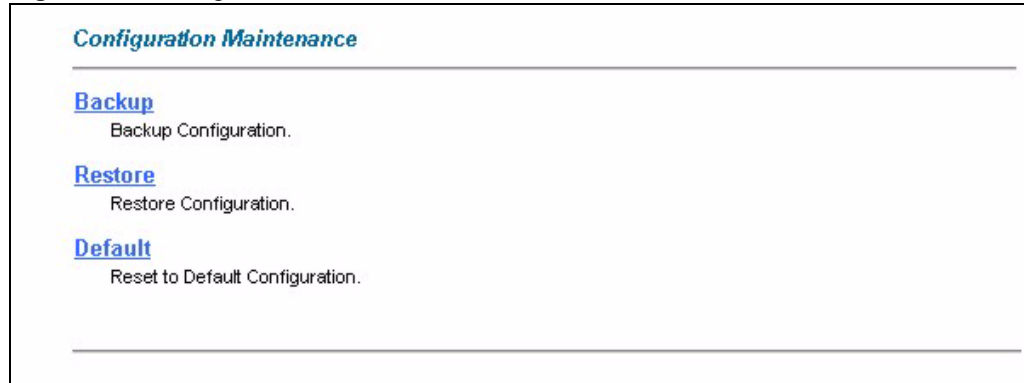 Configuration Maintenance
Backup
Backup Configuration.
Restore
Restore Configuration.
Default
Reset to Default Configuration.